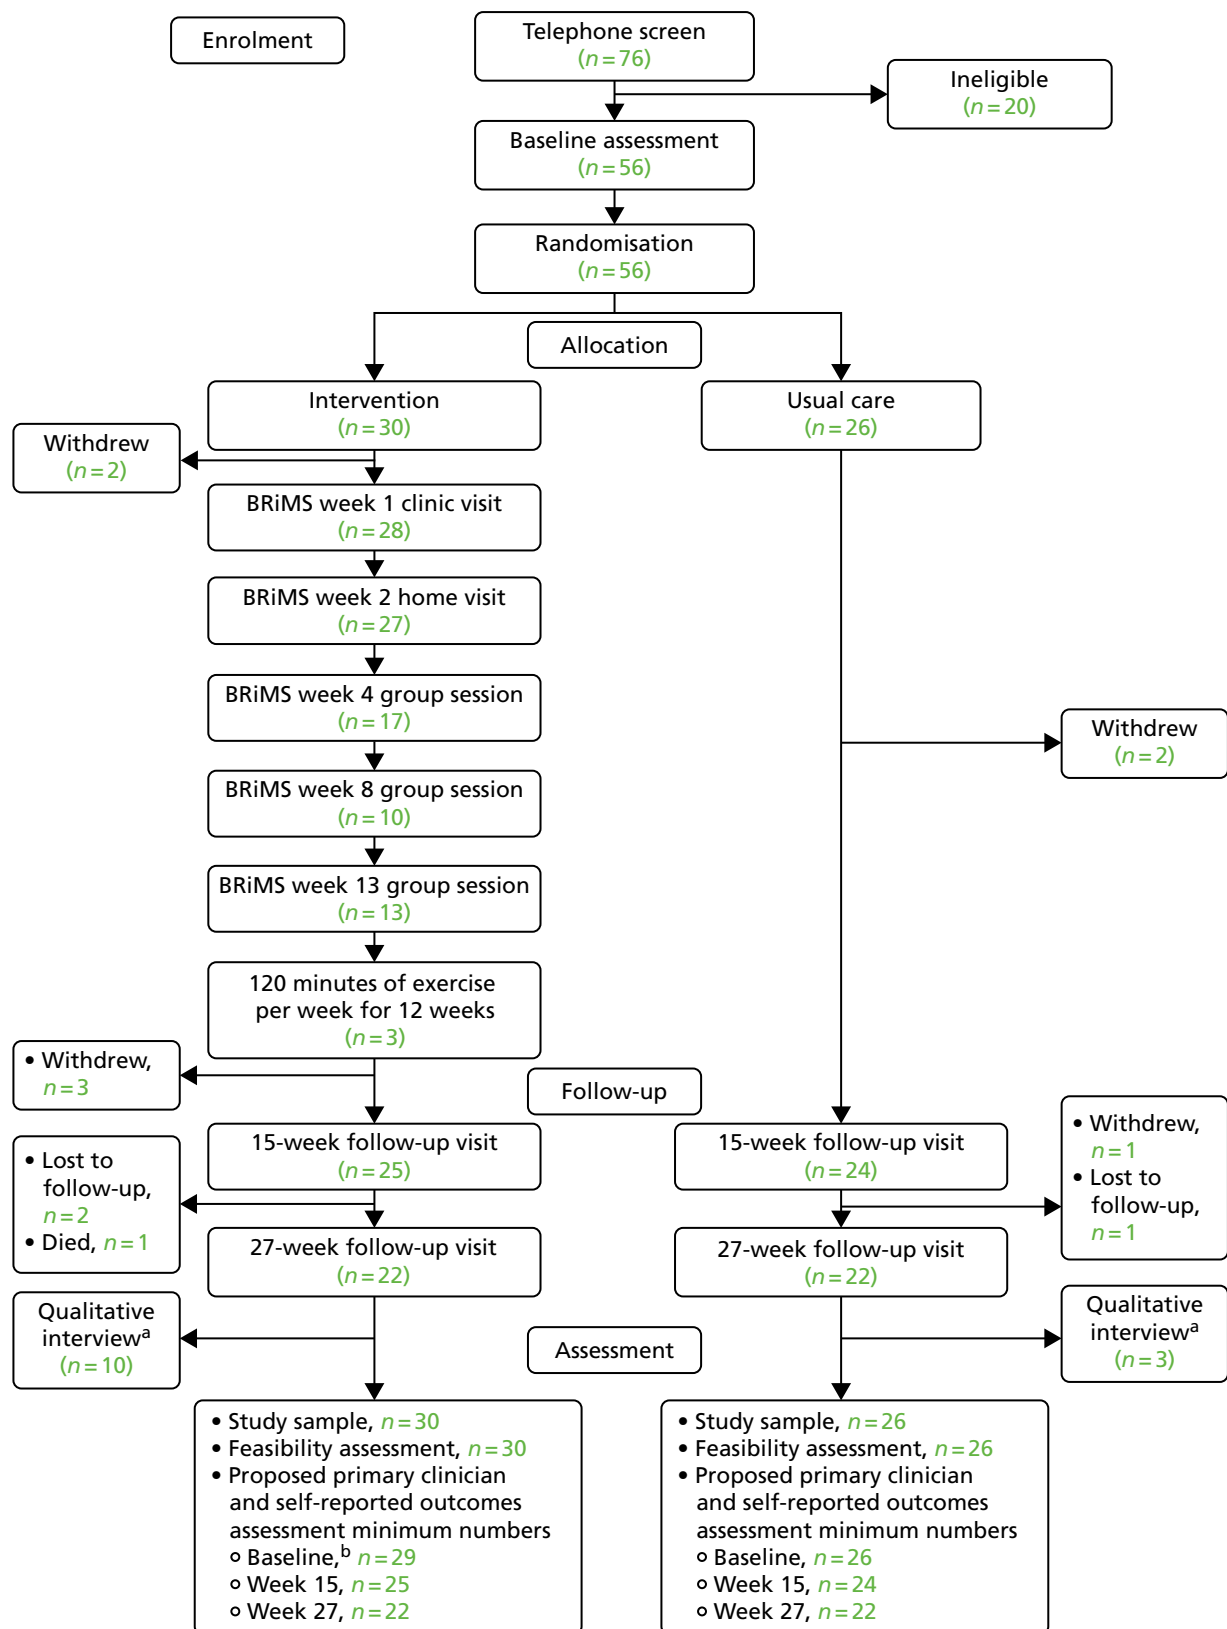 Enrolment
Telephone screen
(n=76)
Ineligible
(n=20)
Baseline assessment
(n=56)
Randomisation
(n=56)
Allocation
Intervention
(n=30)
Usual care
(n=26)
Withdrew
(n=2)
BRiMS week 1 clinic visit
(n=28)
BRiMS week 2 home visit
(n=27)
BRiMS week 4 group session
(n=17)
Withdrew
(n=2)
BRiMS week 8 group session
(n=10)
BRiMS week 13 group session
(n=13)
120 minutes of exercise
per week for 12 weeks
(n=3)
• Withdrew,
n=3
Follow-up
15-week follow-up visit
(n=25)
15-week follow-up visit
(n=24)
• Withdrew,
n=1
• Lost to
follow-up,
n=1
• Lost to
follow-up,
n=2
• Died, n=1
27-week follow-up visit
(n=22)
27-week follow-up visit
(n=22)
Qualitative
interviewᵃ
(n=10)
Assessment
Qualitative
interviewᵃ
(n=3)
• Study sample, n=30
• Feasibility assessment, n=30
• Proposed primary clinician
and self-reported outcomes
assessment minimum numbers
Baseline,ᵇ n=29
Week 15, n=25
Week 27, n=22
• Study sample, n=26
• Feasibility assessment, n=26
• Proposed primary clinician
and self-reported outcomes
assessment minimum numbers
Baseline, n=26
Week 15, n=24
Week 27, n=22